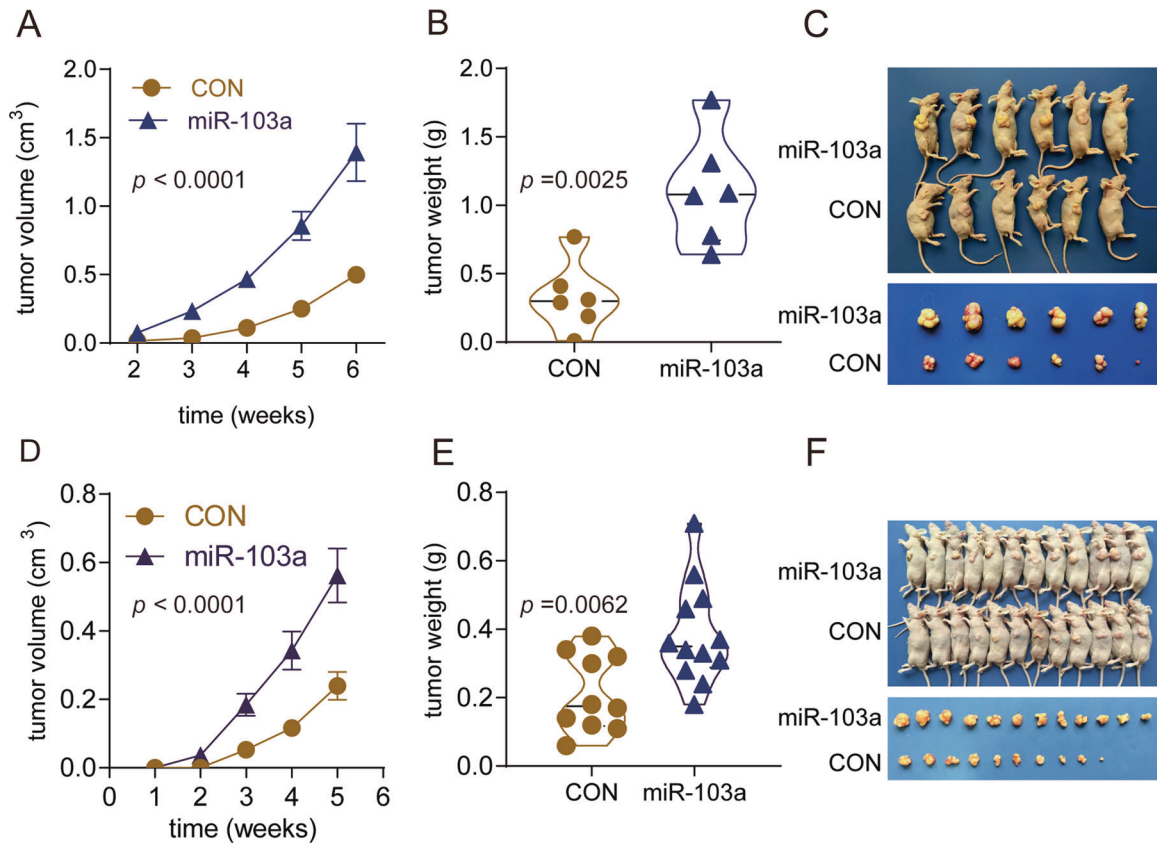 A
tumor volume (cm³)
2.0
1.5
1.0
0.5
0.0
CON
miR-103a
p < 0.0001
2 3 4 5 6
time (weeks)
B
tumor weight (g)
2.0
1.5
1.0
0.5
0.0
p =0.0025
CON miR-103a
C
miR-103a
CON
miR-103a
CON
D
tumor volume (cm ³)
0.8
0.6
0.4
0.2
0.0
CON
miR-103a
p < 0.0001
0 1 2 3 4 5 6
time (weeks)
E
tumor weight (g)
0.8
0.6
0.4
0.2
0.0
p =0.0062
CON miR-103a
F
miR-103a
CON
miR-103a
CON